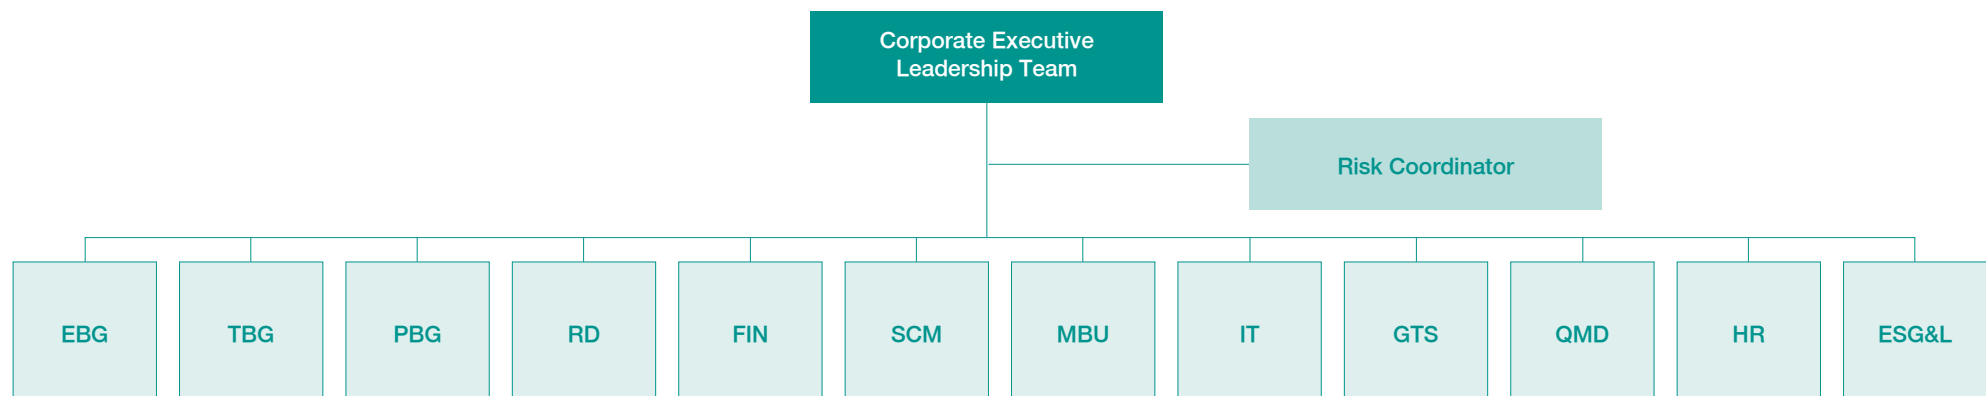 Corporate Executive
Leadership Team
Risk Coordinator
EBG
TBG
PBG
RD
FIN
SCM
MBU
IT
GTS
QMD
HR
ESG&L